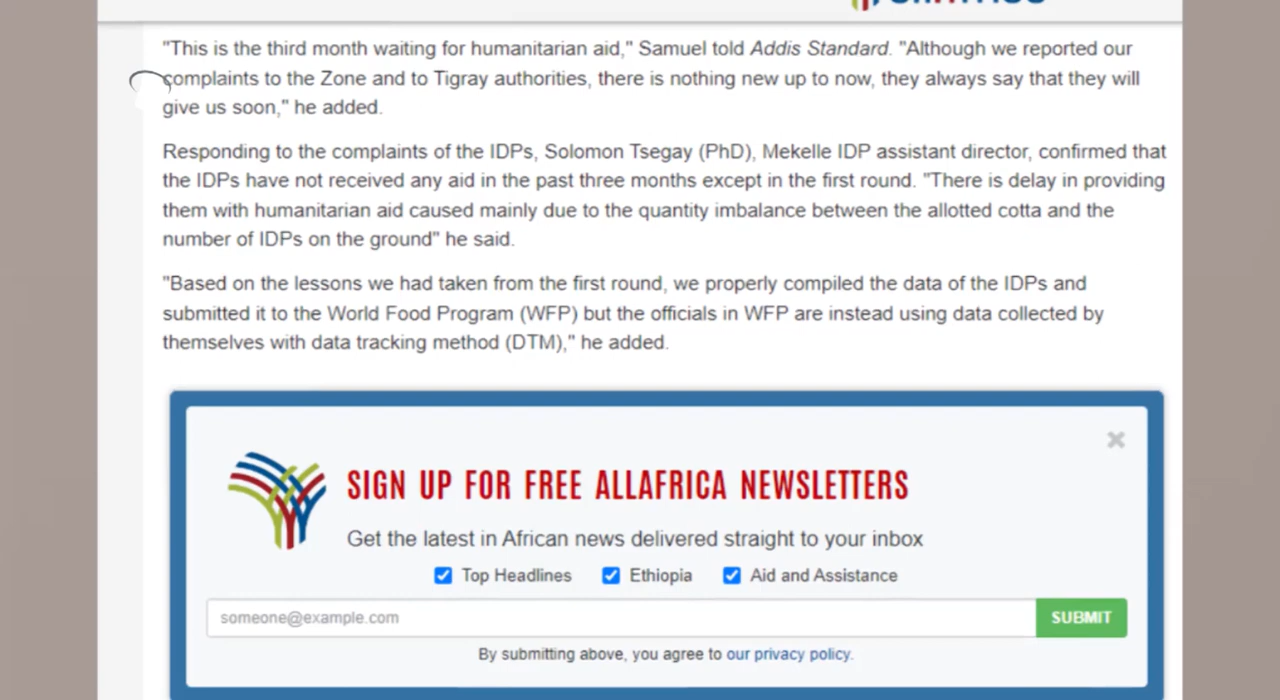 "This is the third month waiting for humanitarian aid," Samuel told Addis Standard. "Although we reported our
complaints to the Zone and to Tigray authorities, there is nothing new up to now, they always say that they will
give us soon," he added.
Responding to the complaints of the IDPs, Solomon Tsegay (PhD), Mekelle IDP assistant director, confirmed that
the IDPs have not received any aid in the past three months except in the first round. "There is delay in providing
them with humanitarian aid caused mainly due to the quantity imbalance between the allotted cotta and the
number of IDPs on the ground" he said.
"Based on the lessons we had taken from the first round, we properly compiled the data of the IDPs and
submitted it to the World Food Program (WFP) but the officials in WFP are instead using data collected by
themselves with data tracking method (DTM)," he added.
SIGN UP FOR FREE ALLAFRICA NEWSLETTERS
Get the latest in African news delivered straight to your inbox
Top Headlines Ethiopia Aid and Assistance
someone@example.com SUBMIT
By submitting above, you agree to our privacy policy.